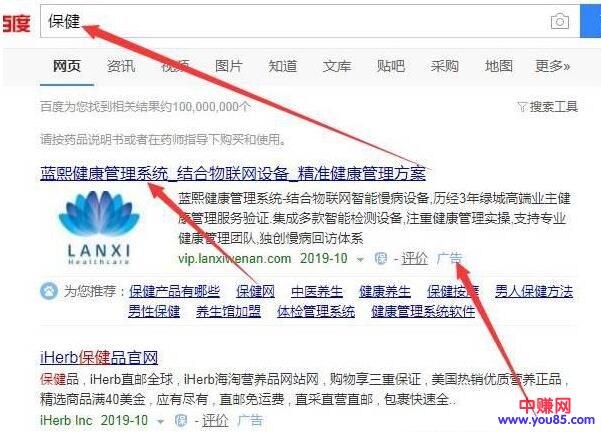 百度 保健
网页 资讯 视频 图片 知道 文库 贴吧 采购 地图 更多»
百度为您找到相关结果约100,000,000个 搜索工具
请按药品说明书或者在药师指导下购买和使用。
蓝熙健康管理系统_结合物联网设备_精准健康管理方案
LANXI
Healthcare
蓝熙健康管理系统-结合物联网智能慢病设备,历经3年绿城高端业主健
康管理服务验证.集成多款智能检测设备,注重健康管理实操,支持专业
健康管理团队,独创慢病回访体系
vip.lanxiwenan.com 2019-10 保 - 评价 广告
为您推荐： 保健产品有哪些 保健网 中医养生 健康养生 保健按摩 男人保健方法
男性保健 养生馆加盟 体检管理系统 健康管理系统软件
iHerb保健品官网
保健品 , iHerb直邮全球 , iHerb海淘营养品网站网 , 购物享三重保证 , 美国热销优质营养正品 ,
精选商品满40美金 , 应有尽有 , 直邮免运费 , 直采直营直邮 , 包裹快速全..
iHerb Inc 2019-10 保 - 评价 广告
中赚网
www.you85.com